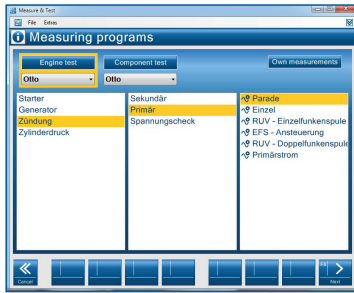 Measure & Test
File Extras
Measuring programs
Engine test Component test Own measurements
Otto Otto
Starter
Generator
Zündung
Zylinderdruck
Sekundär
Primär
Spannungscheck
Parade
Einzel
RUV - Einzelfunkenspule
EFS - Ansteuerung
RUV - Doppelfunkenspule
Primärstrom
Cancel
Next